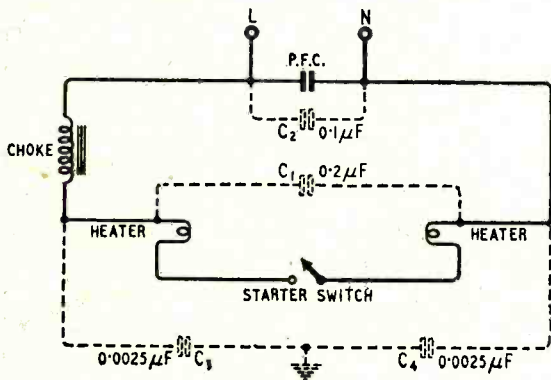 L N
P.F.C.
C2 0.1μF
CHOKE
C1 0.2μF
HEATER HEATER
STARTER SWITCH
0.0025μF C3 C4 0.0025μF